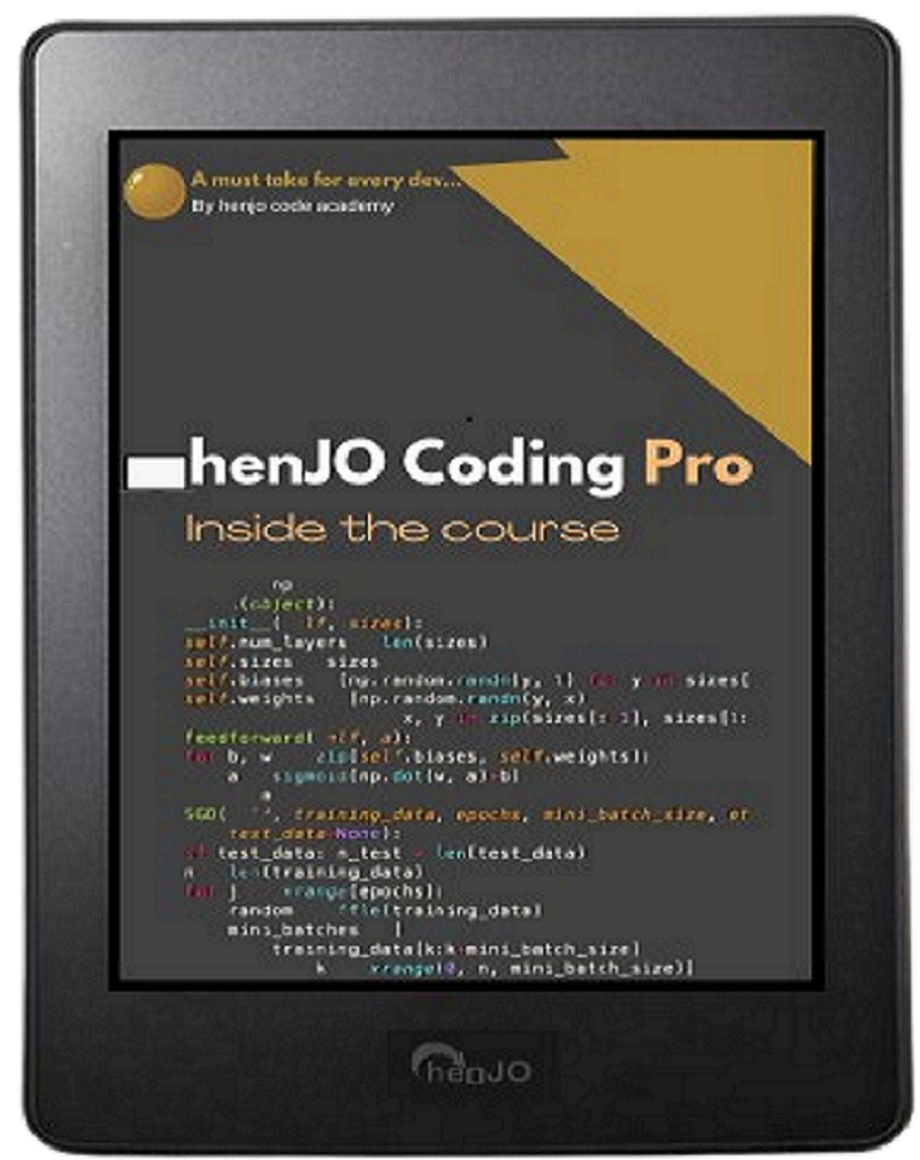 A must take for every dev...
By henjo code academy
henJO Coding Pro
Inside the course
np
.(object):
__init__( lf, sizes):
self.num_layers len(sizes)
self.sizes sizes
self.biases [np.random.randn(y, 1) for y in sizes[
self.weights [np.random.randn(y, x)
x, y in zip(sizes[: 1], sizes[1:
feedforward( elf, a):
for b, w zip(self.biases, self.weights):
a sigmoid(np.dot(w, a)+b)
a
SGD( training_data, epochs, mini_batch_size, et
test_data None):
if test_data: n_test = len(test_data)
n len(training_data)
for j xrange(epochs):
random ffle(training_data)
mini_batches [
training_data[k:k mini_batch_size]
k xrange(0, n, mini_batch_size)]
henJO